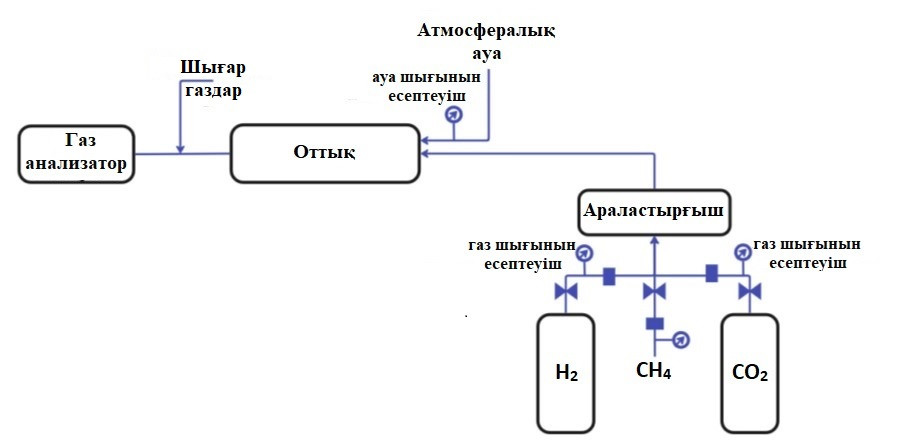 Атмосфералық
ауа
Шығар
газдар
ауа шығынын
есептеуіш
Газ
анализатор
Оттық
Араластырғыш
газ шығынын
есептеуіш
газ шығынын
есептеуіш
H₂
CH₄
CO₂